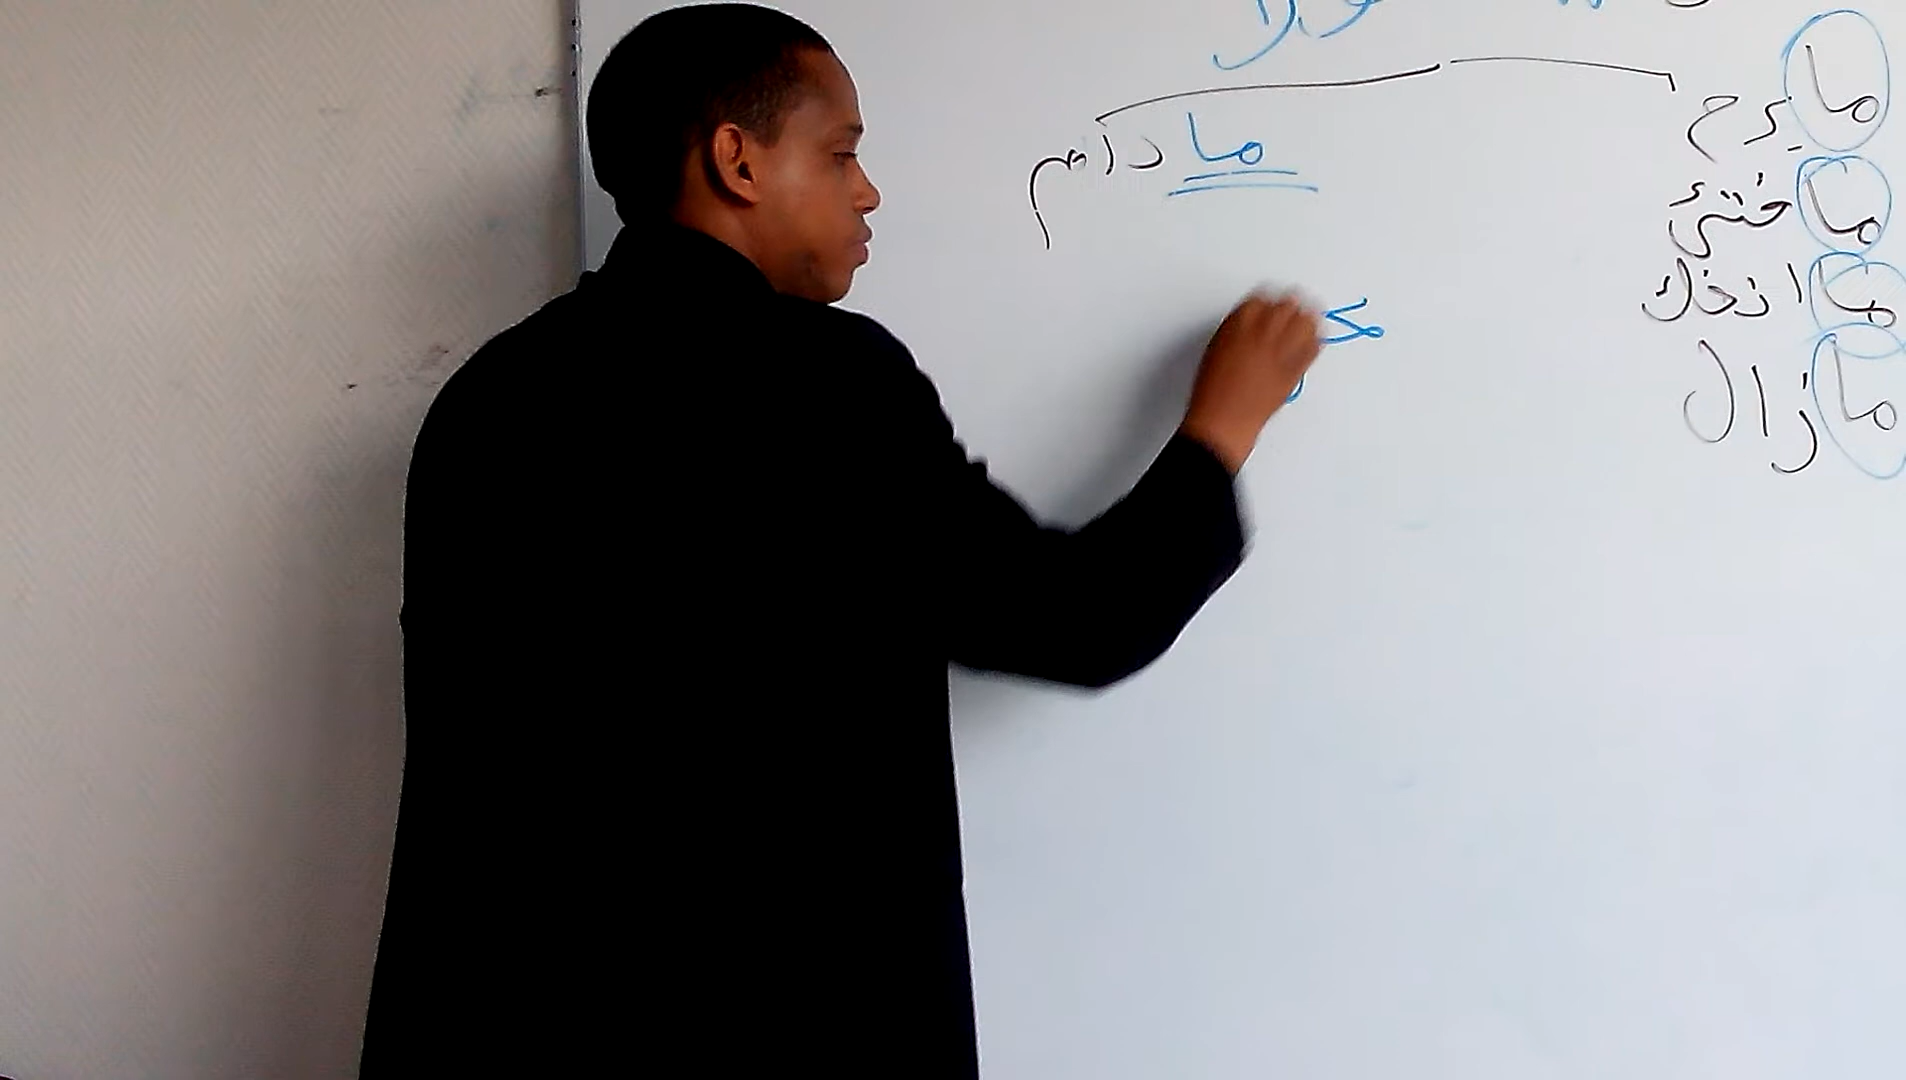 ما برح
ما فتئ
ما انفك
ما زال
ما دام